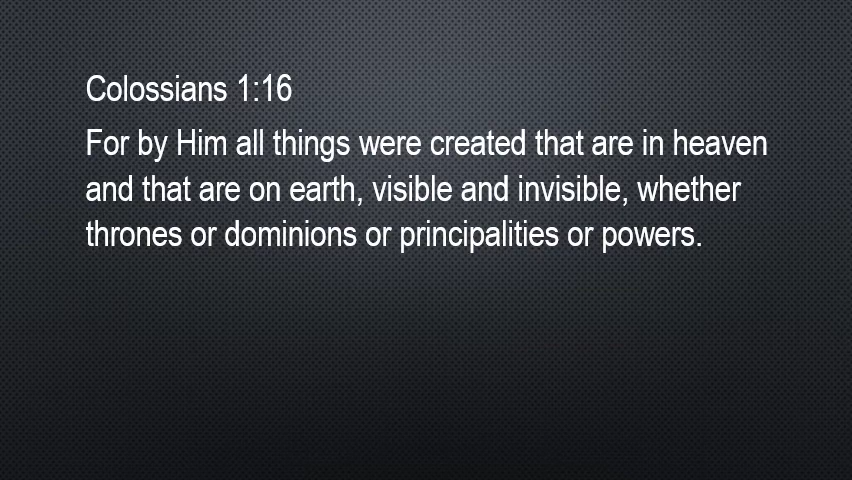 Colossians 1:16
For by Him all things were created that are in heaven
and that are on earth, visible and invisible, whether
thrones or dominions or principalities or powers.